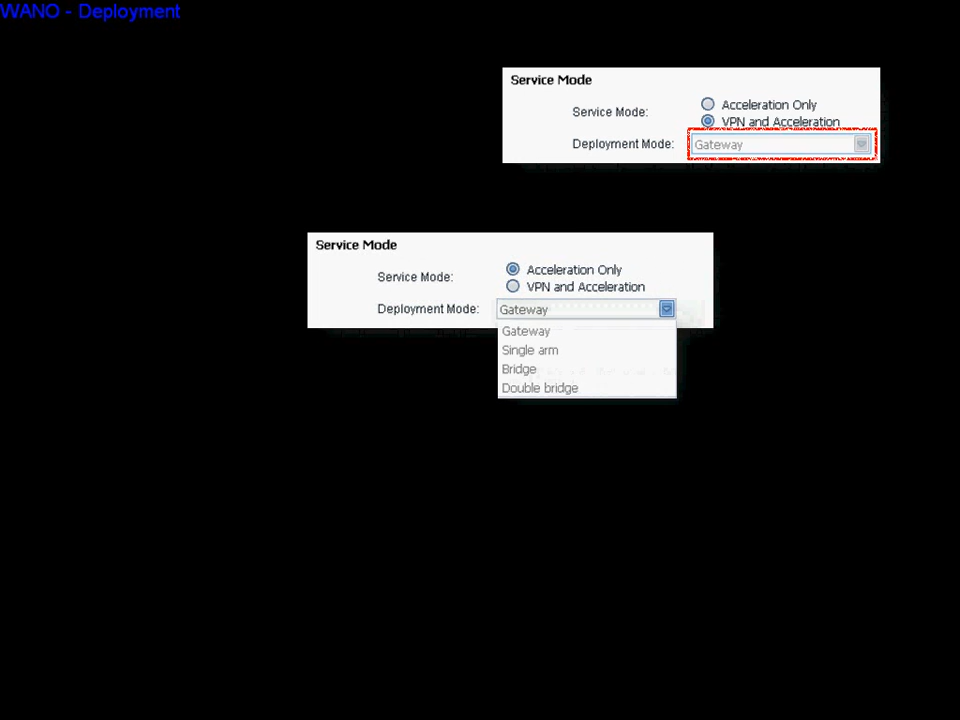 WANO - Deployment
Service Mode
Service Mode: Acceleration Only
VPN and Acceleration
Deployment Mode: Gateway
Service Mode
Service Mode: Acceleration Only
VPN and Acceleration
Deployment Mode: Gateway
Gateway
Single arm
Bridge
Double bridge